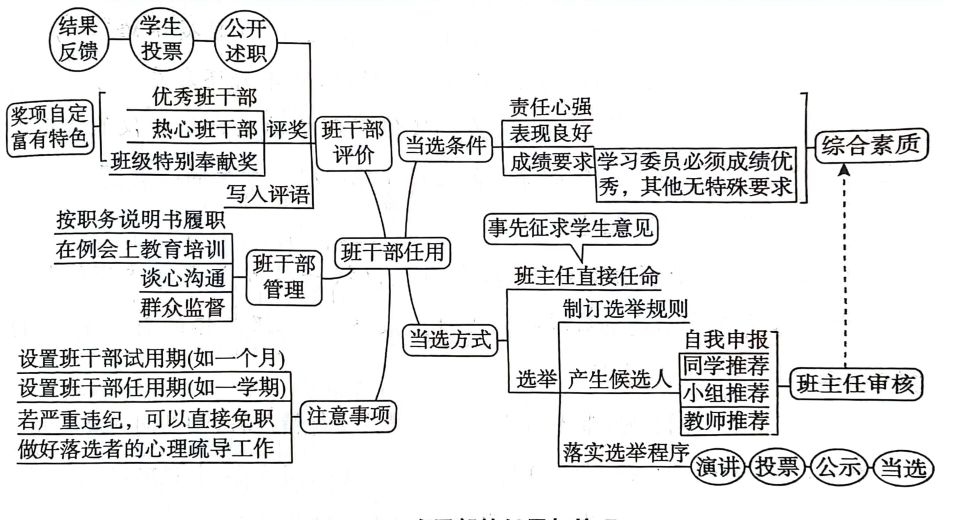 结果
反馈
学生
投票
公开
述职
奖项自定
富有特色
优秀班干部
热心班干部
班级特别奉献奖
评奖
写人评语
班干部
评价
按职务说明书履职
在例会上教育培训
谈心沟通
群众监督
班干部
管理
班干部任用
设置班干部试用期(如一个月)
设置班干部任用期(如一学期)
若严重违纪，可以直接免职
做好落选者的心理疏导工作
注意事项
当选条件
责任心强
表现良好
成绩要求
学习委员必须成绩优
秀，其他无特殊要求
综合素质
当选方式
事先征求学生意见
班主任直接任命
选举
制订选举规则
产生候选人
自我申报
同学推荐
小组推荐
教师推荐
班主任审核
落实选举程序
演讲
投票
公示
当选